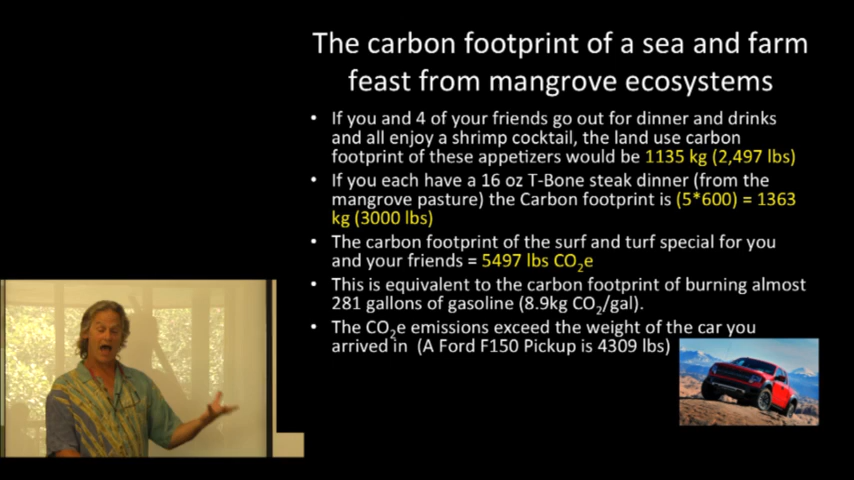 The carbon footprint of a sea and farm
feast from mangrove ecosystems
• If you and 4 of your friends go out for dinner and drinks
and all enjoy a shrimp cocktail, the land use carbon
footprint of these appetizers would be 1135 kg (2,497 lbs)
• If you each have a 16 oz T-Bone steak dinner (from the
mangrove pasture) the Carbon footprint is (5*600) = 1363
kg (3000 lbs)
• The carbon footprint of the surf and turf special for you
and your friends = 5497 lbs CO₂e
• This is equivalent to the carbon footprint of burning almost
281 gallons of gasoline (8.9kg CO₂/gal).
• The CO₂e emissions exceed the weight of the car you
arrived in (A Ford F150 Pickup is 4309 lbs)